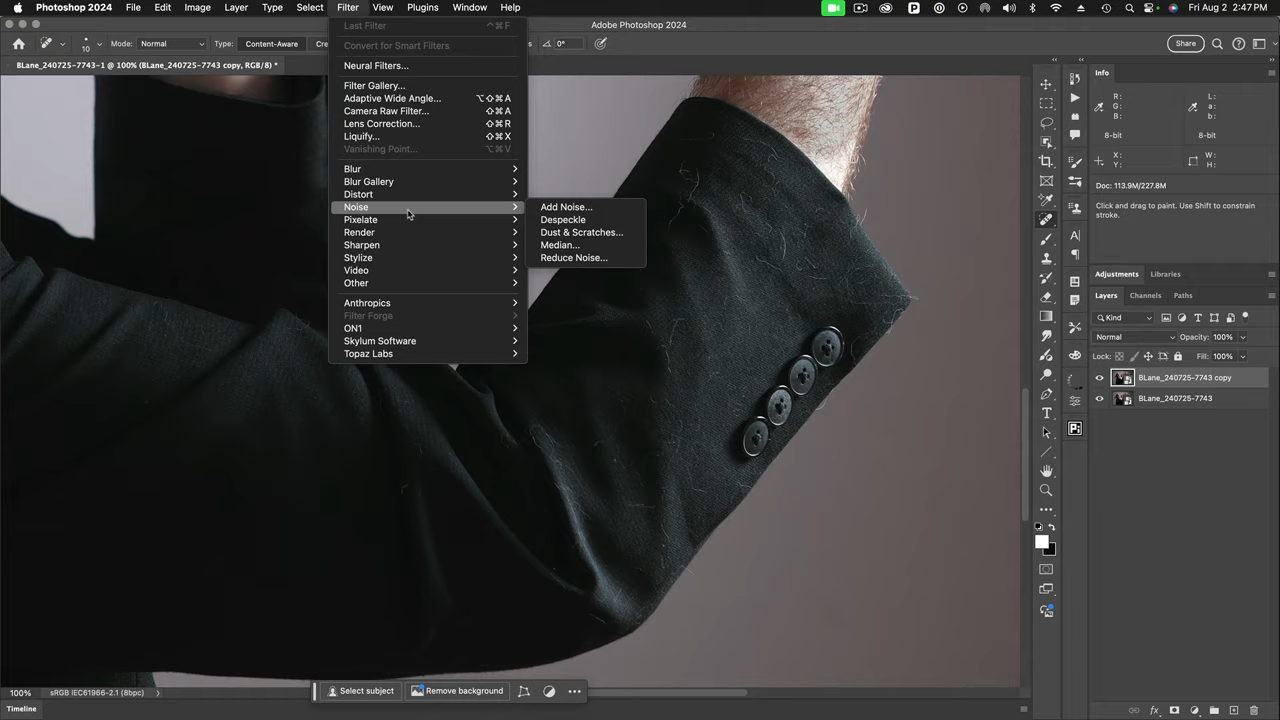 Photoshop 2024 File Edit Image Layer Type Select Filter View Plugins Window Help Fri Aug 2 2:47 PM
Adobe Photoshop 2024
10 Mode: Normal Type: Content-Aware Cre 0° Share
BLane_240725-7743-1 @ 100% (BLane_240725-7743 copy, RGB/8) *
Last Filter ^⌘F
Convert for Smart Filters
Neural Filters...
Filter Gallery...
Adaptive Wide Angle... ⌥⇧⌘A
Camera Raw Filter... ⇧⌘A
Lens Correction... ⇧⌘R
Liquify... ⇧⌘X
Vanishing Point... ⌥⌘V
Blur
Blur Gallery
Distort
Noise
Pixelate
Render
Sharpen
Stylize
Video
Other
Anthropics
Filter Forge
ON1
Skylum Software
Topaz Labs
Add Noise...
Despeckle
Dust & Scratches...
Median...
Reduce Noise...
Info
R: L:
G: a:
B: b:
8-bit 8-bit
X: W:
Y: H:
Doc: 113.9M/227.8M
Click and drag to paint. Use Shift to constrain
stroke.
Adjustments Libraries
Layers Channels Paths
Kind
Normal Opacity: 100%
Lock: Fill: 100%
BLane_240725-7743 copy
BLane_240725-7743
Select subject Remove background
100% sRGB IEC61966-2.1 (8bpc)
Timeline